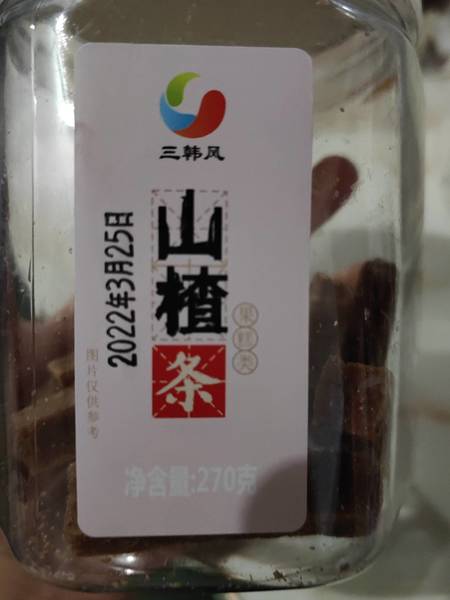 三韩风
山楂条
果糕类
2022年3月25日
图片仅供参考
净含量:270克